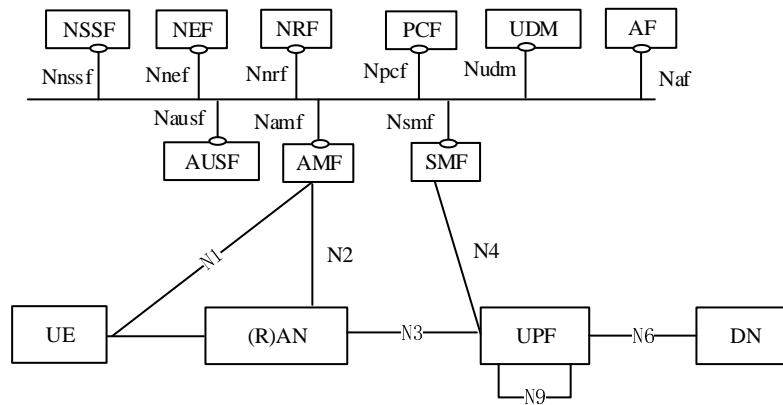 NSSF NEF NRF PCF UDM AF
Nnssf Nnef Nnrf Npcf Nudm Naf
Nausf Namf Nsmf
AUSF AMF SMF
N1 N2 N4
UE (R)AN N3 UPF N6 DN
N9